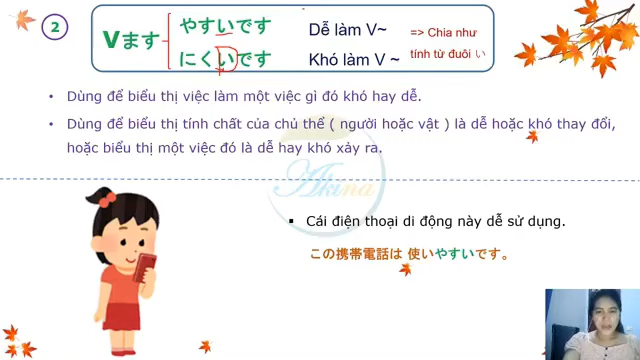 2
Vます
やすいです Dễ làm V~
にくいです Khó làm V ~
=> Chia như
tính từ đuôi い
• Dùng để biểu thị việc làm một việc gì đó khó hay dễ.
• Dùng để biểu thị tính chất của chủ thể ( người hoặc vật ) là dễ hoặc khó thay đổi,
hoặc biểu thị một việc đó là dễ hay khó xảy ra.
Akina
▪ Cái điện thoại di động này dễ sử dụng.
この携帯電話は 使いやすいです。